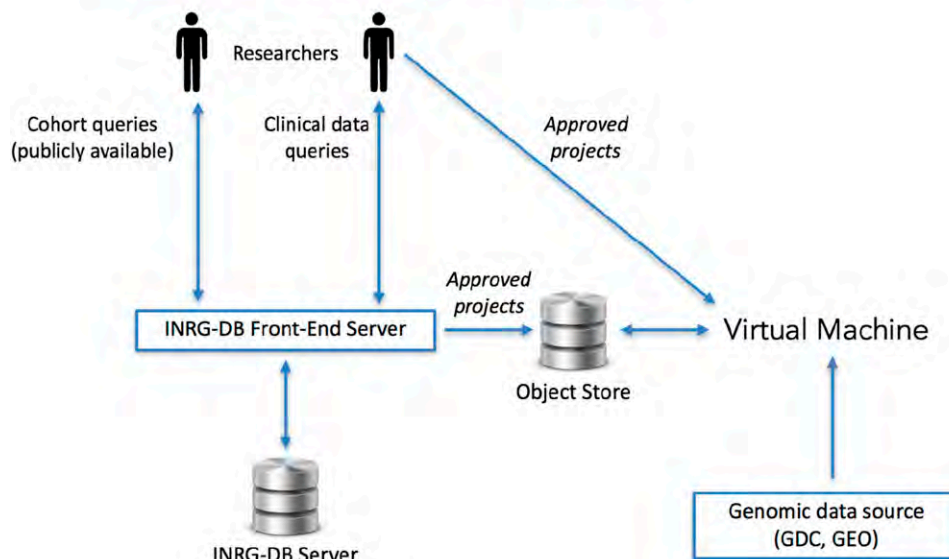 Researchers
Cohort queries
(publicly available)
Clinical data
queries
Approved
projects
Approved
projects
INRG-DB Front-End Server
Virtual Machine
Object Store
Genomic data source
(GDC, GEO)
INRG-DB Server